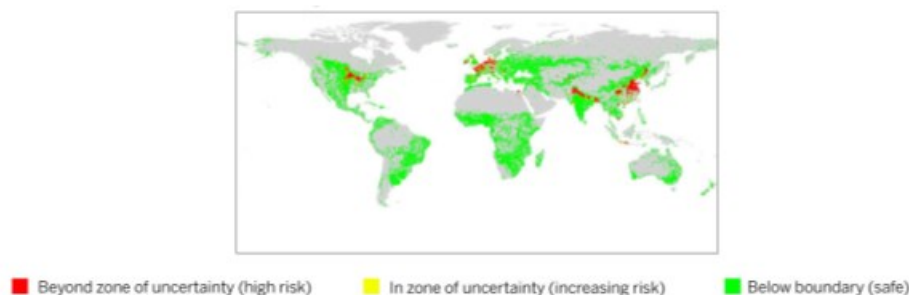 Beyond zone of uncertainty (high risk) In zone of uncertainty (increasing risk) Below boundary (safe)